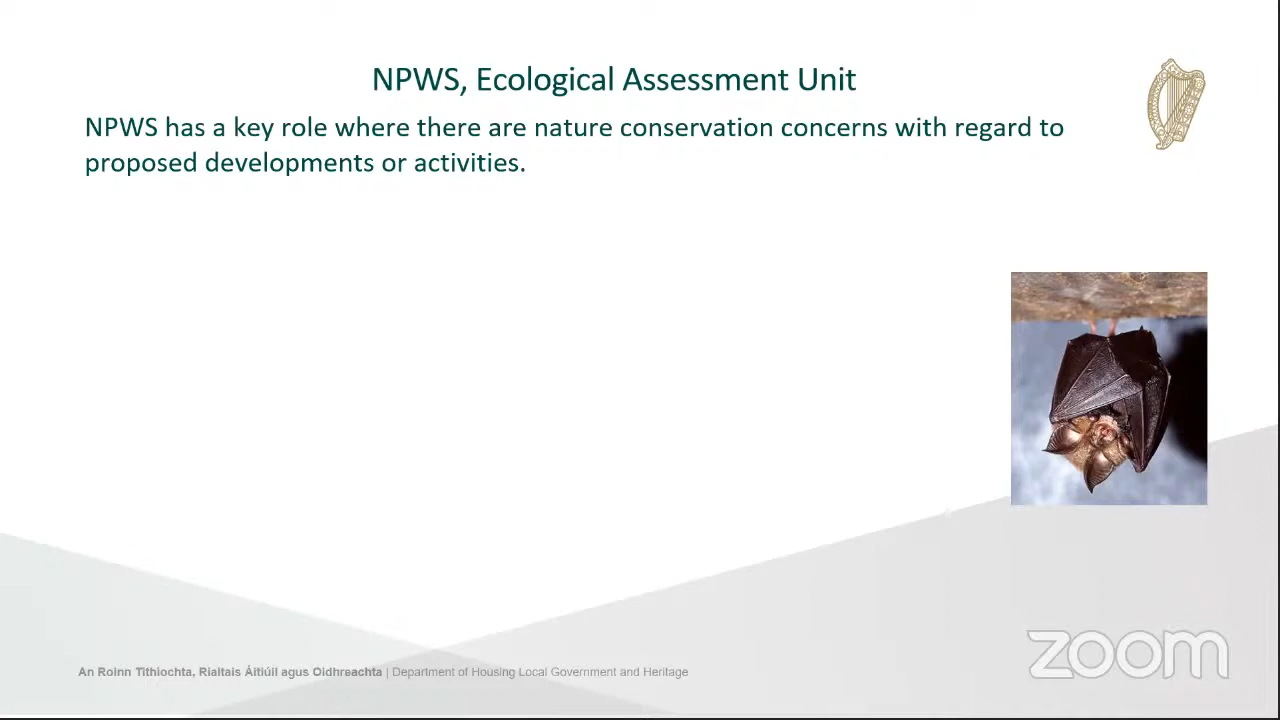 NPWS, Ecological Assessment Unit
NPWS has a key role where there are nature conservation concerns with regard to
proposed developments or activities.
An Roinn Tithíochta, Rialtais Áitiúil agus Oidhreachta | Department of Housing Local Government and Heritage
zoom